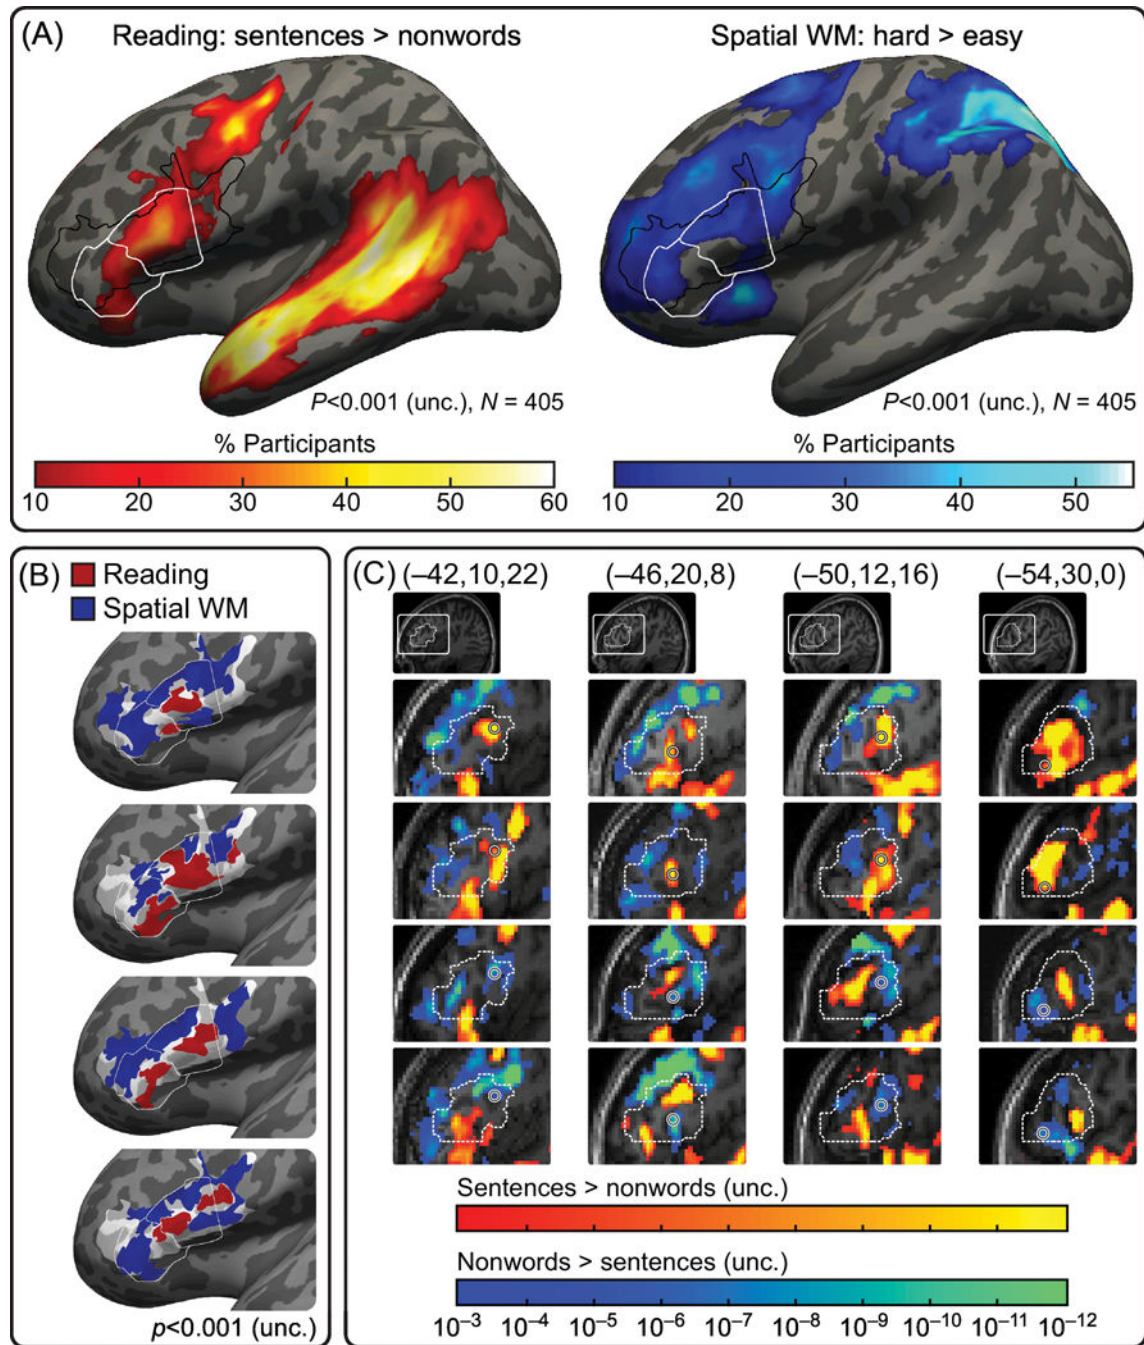 (A)
Reading: sentences > nonwords
Spatial WM: hard > easy
P<0.001 (unc.), N = 405
P<0.001 (unc.), N = 405
% Participants
10 20 30 40 50 60
% Participants
10 20 30 40 50
(B)
Reading
Spatial WM
p<0.001 (unc.)
(C)
(–42,10,22) (–46,20,8) (–50,12,16) (–54,30,0)
Sentences > nonwords (unc.)
Nonwords > sentences (unc.)
10⁻³ 10⁻⁴ 10⁻⁵ 10⁻⁶ 10⁻⁷ 10⁻⁸ 10⁻⁹ 10⁻¹⁰ 10⁻¹¹ 10⁻¹²